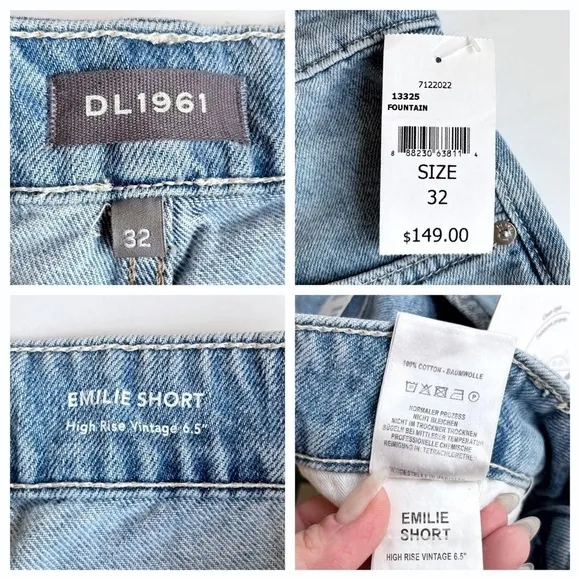 DL1961
32
7122022
13325
FOUNTAIN
8 88230 63811 4
SIZE
32
$149.00
EMILIE SHORT
High Rise Vintage 6.5"
100% COTTON - BAUMWOLLE
NORMALER PROZESS
NICHT BLEICHEN
NICHT IM TROCKNER TROCKNEN
BÜGELN BEI MITTLERER TEMPERATUR
PROFESSIONELLE CHEMISCHE
REINIGUNG IN TETRACHLORETHE-
EMILIE
SHORT
HIGH RISE VINTAGE 6.5"